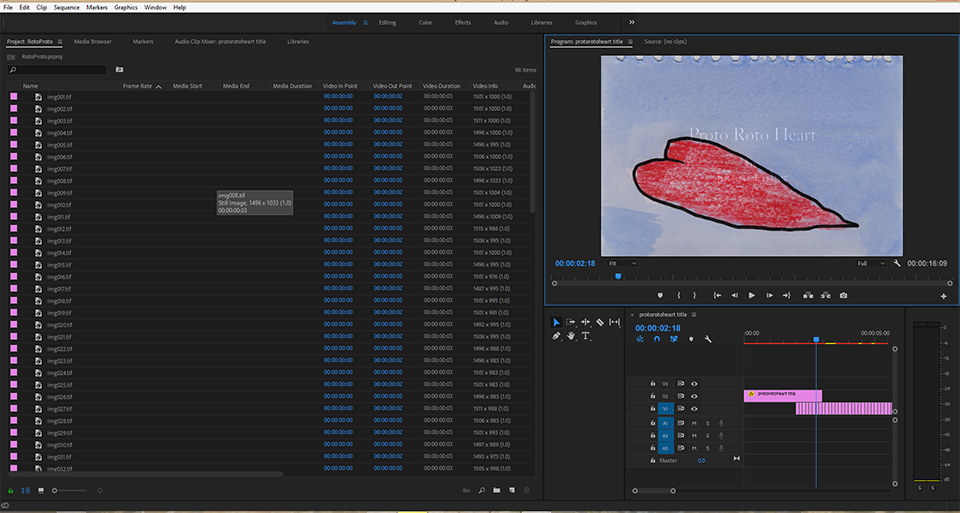 File Edit Clip Sequence Markers Graphics Window Help
Assembly Editing Color Effects Audio Libraries Graphics
Project: RotoProto Media Browser Markers Audio Clip Mixer: protorotoheart title Libraries
RotoProto.prproj
98 Items
Name Frame Rate Media Start Media End Media Duration Video In Point Video Out Point Video Duration Video Info Audio
img001.tif 00:00:00:00 00:00:00:02 00:00:00:03 1501 x 1000 (1.0)
img002.tif 00:00:00:00 00:00:00:02 00:00:00:03 1501 x 1000 (1.0)
img003.tif 00:00:00:00 00:00:00:02 00:00:00:03 1511 x 1000 (1.0)
img004.tif 00:00:00:00 00:00:00:02 00:00:00:03 1496 x 1000 (1.0)
img005.tif 00:00:00:00 00:00:00:02 00:00:00:03 1496 x 995 (1.0)
img006.tif 00:00:00:00 00:00:00:02 00:00:00:03 1506 x 1000 (1.0)
img007.tif 00:00:00:00 00:00:00:02 00:00:00:03 1506 x 1023 (1.0)
img008.tif 00:00:00:00 00:00:00:02 00:00:00:03 1496 x 1033 (1.0)
img009.tif 00:00:00:00 00:00:00:02 00:00:00:03 1501 x 1004 (1.0)
img010.tif 00:00:00:00 00:00:00:02 00:00:00:03 1501 x 1000 (1.0)
img011.tif 00:00:00:00 00:00:00:02 00:00:00:03 1496 x 1009 (1.0)
img012.tif 00:00:00:00 00:00:00:02 00:00:00:03 1515 x 986 (1.0)
img013.tif 00:00:00:00 00:00:00:02 00:00:00:03 1506 x 995 (1.0)
img014.tif 00:00:00:00 00:00:00:02 00:00:00:03 1501 x 1000 (1.0)
img015.tif 00:00:00:00 00:00:00:02 00:00:00:03 1496 x 995 (1.0)
img016.tif 00:00:00:00 00:00:00:02 00:00:00:03 1501 x 976 (1.0)
img017.tif 00:00:00:00 00:00:00:02 00:00:00:03 1487 x 995 (1.0)
img018.tif 00:00:00:00 00:00:00:02 00:00:00:03 1506 x 995 (1.0)
img019.tif 00:00:00:00 00:00:00:02 00:00:00:03 1501 x 983 (1.0)
img020.tif 00:00:00:00 00:00:00:02 00:00:00:03 1492 x 995 (1.0)
img021.tif 00:00:00:00 00:00:00:02 00:00:00:03 1506 x 995 (1.0)
img022.tif 00:00:00:00 00:00:00:02 00:00:00:03 1496 x 988 (1.0)
img023.tif 00:00:00:00 00:00:00:02 00:00:00:03 1496 x 983 (1.0)
img024.tif 00:00:00:00 00:00:00:02 00:00:00:03 1501 x 983 (1.0)
img025.tif 00:00:00:00 00:00:00:02 00:00:00:03 1501 x 983 (1.0)
img026.tif 00:00:00:00 00:00:00:02 00:00:00:03 1496 x 983 (1.0)
img027.tif 00:00:00:00 00:00:00:02 00:00:00:03 1511 x 988 (1.0)
img028.tif 00:00:00:00 00:00:00:02 00:00:00:03 1506 x 983 (1.0)
img029.tif 00:00:00:00 00:00:00:02 00:00:00:03 1501 x 993 (1.0)
img030.tif 00:00:00:00 00:00:00:02 00:00:00:03 1497 x 989 (1.0)
img031.tif 00:00:00:00 00:00:00:02 00:00:00:03 1495 x 973 (1.0)
img032.tif 00:00:00:00 00:00:00:02 00:00:00:03 1505 x 998 (1.0)
img008.tif
Still Image, 1496 x 1033 (1.0)
00:00:00:03
Program: protorotoheart title Source: (no clips)
Proto Roto Heart
00:00:02:18 Fit Full 00:00:16:09
protorotoheart title
00:00:02:18
:00:00 00:00:05:00
V3
V2 protorotoheart title
V1
A1 M S
A2 M S
A3 M S
Master 0.0
0
-6
-12
-18
-24
-30
-36
-42
-48
-54
dB
S S